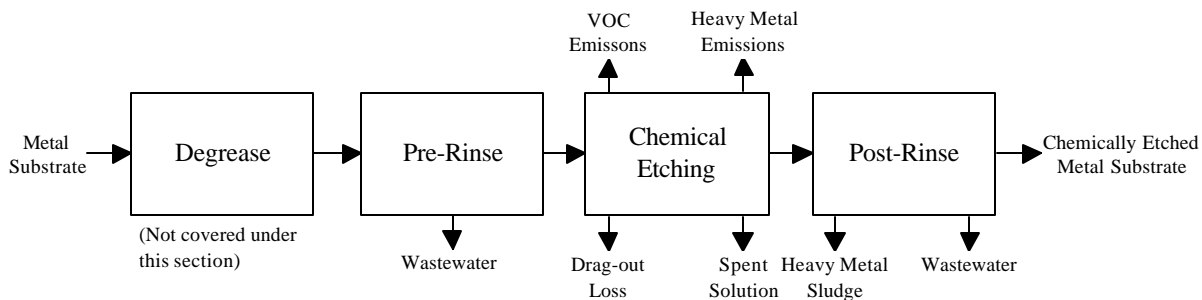 VOC
Emissons
Heavy Metal
Emissions
Metal
Substrate
Degrease
Pre-Rinse
Chemical
Etching
Post-Rinse
Chemically Etched
Metal Substrate
(Not covered under
this section)
Wastewater
Drag-out
Loss
Spent
Solution
Heavy Metal
Sludge
Wastewater